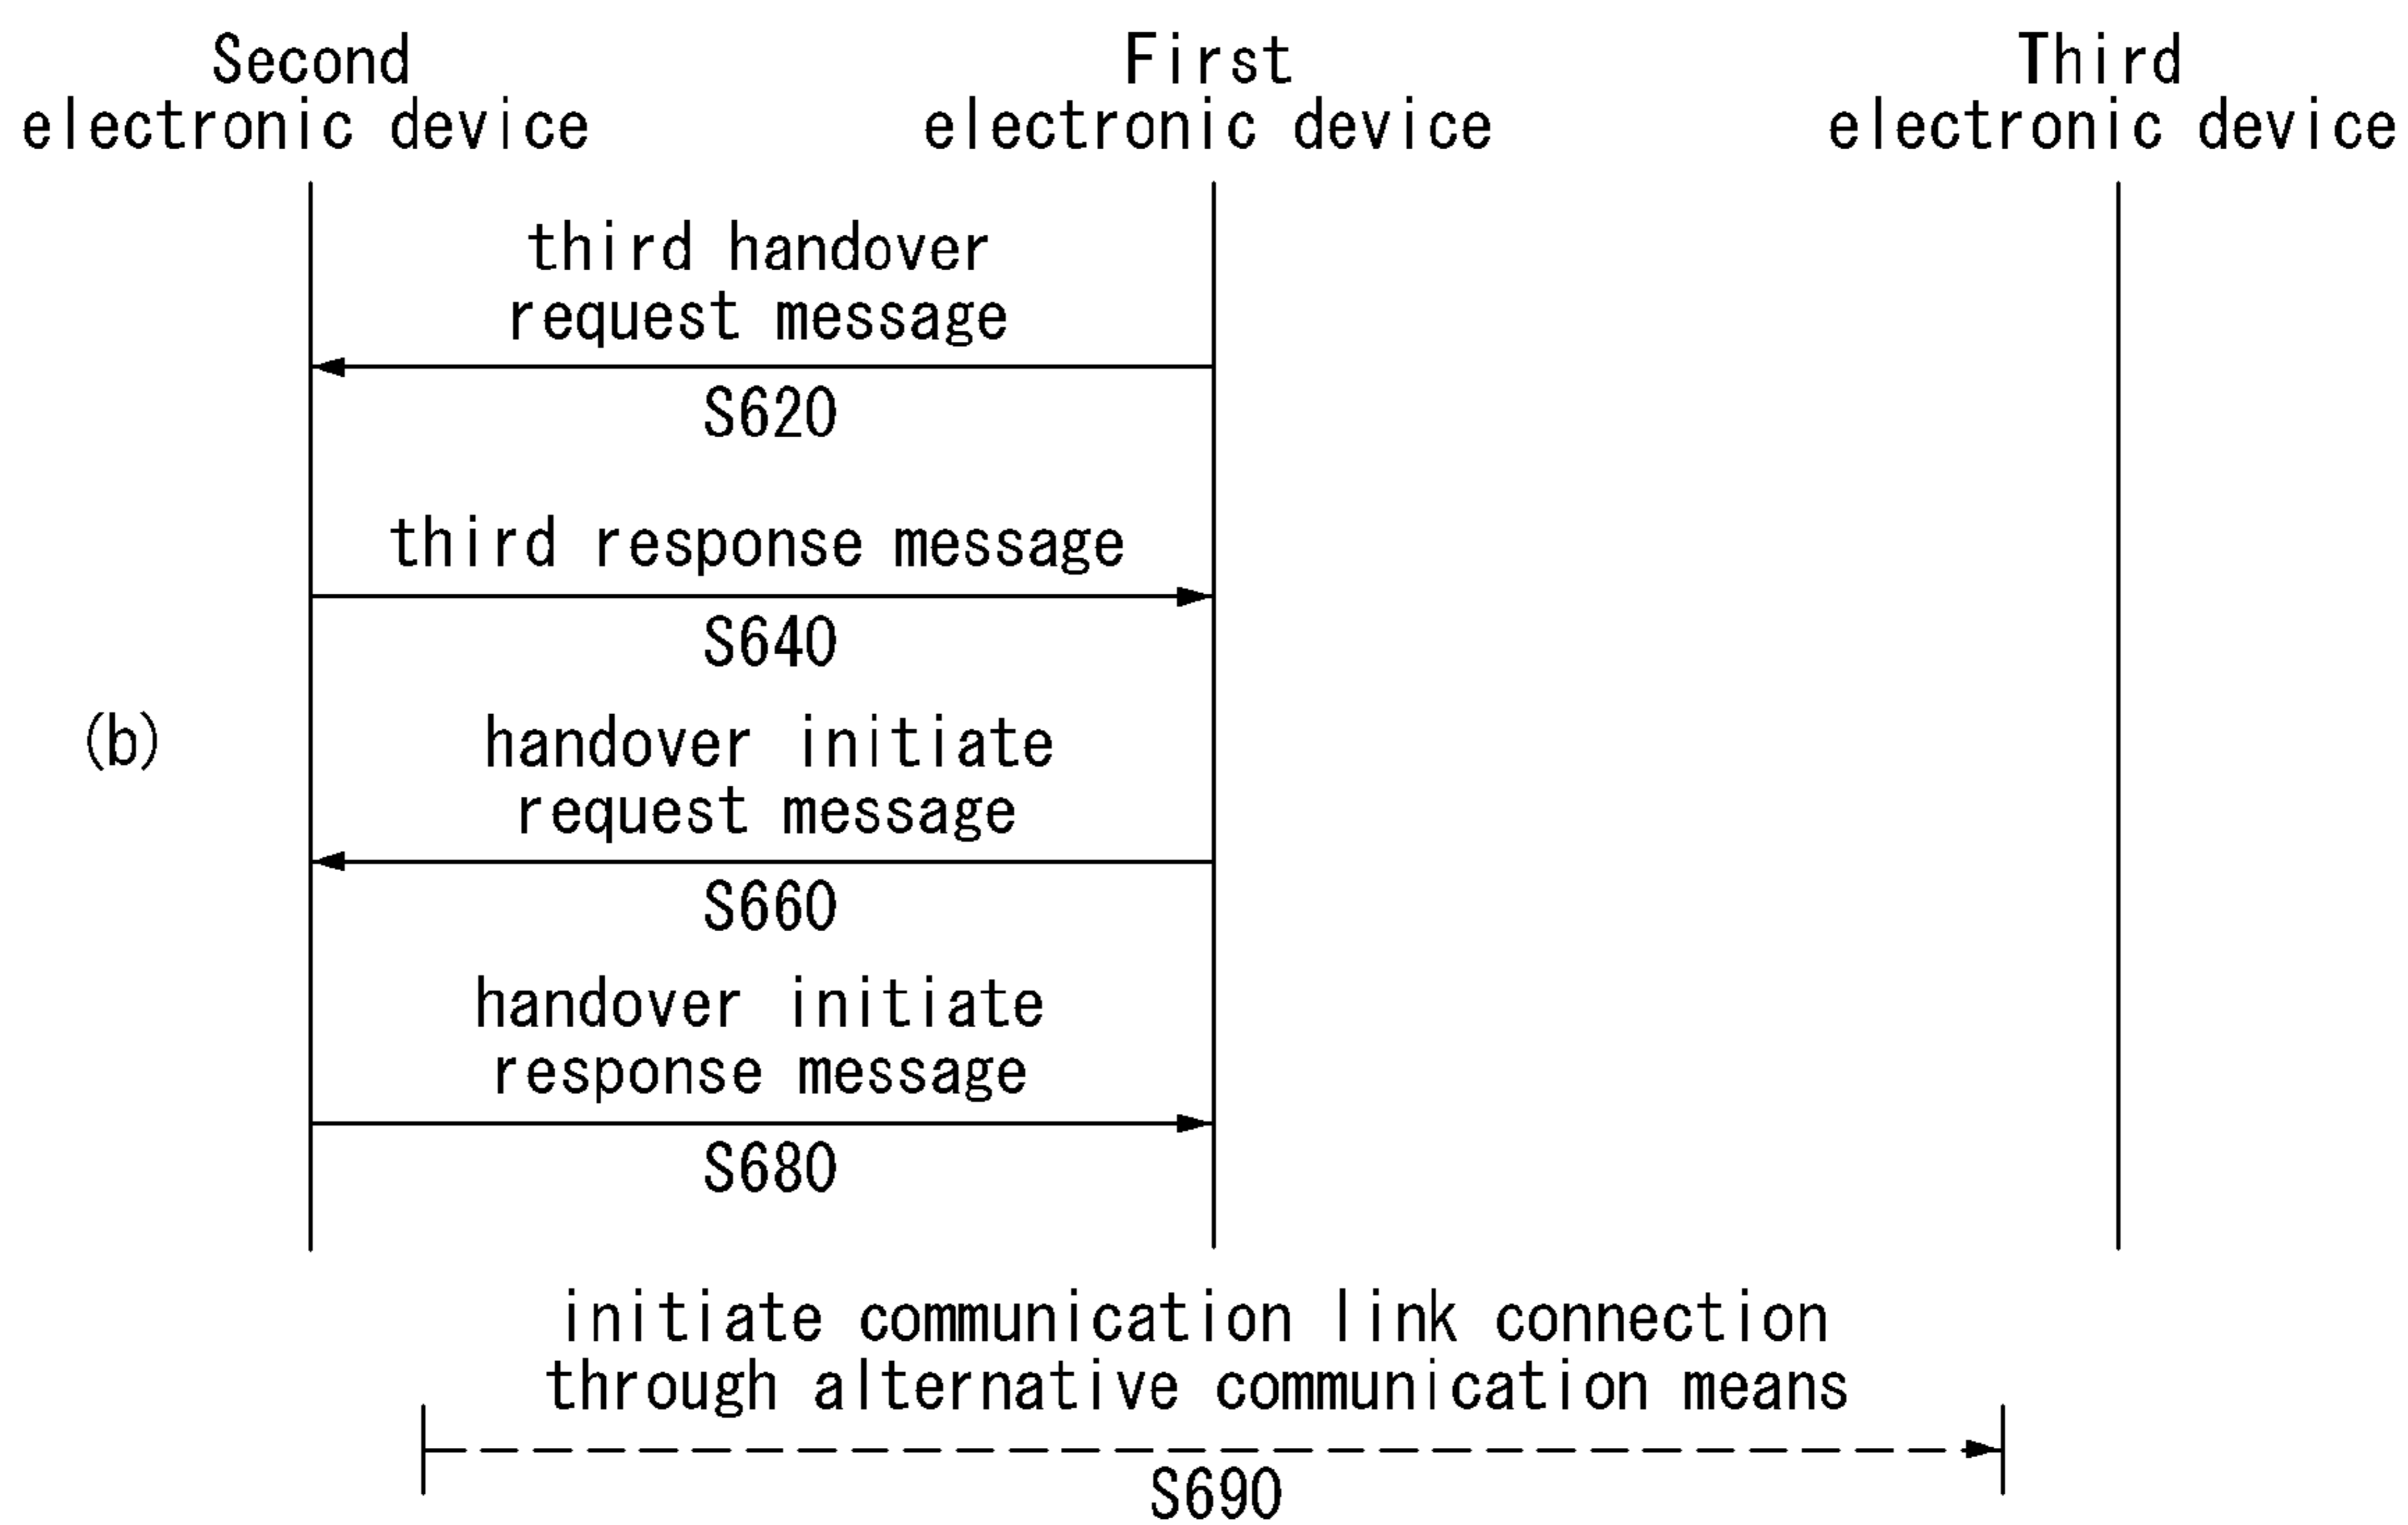 Second
electronic device
First
electronic device
Third
electronic device
third handover
request message
S620
third response message
S640
(b)
handover initiate
request message
S660
handover initiate
response message
S680
initiate communication link connection
through alternative communication means
S690